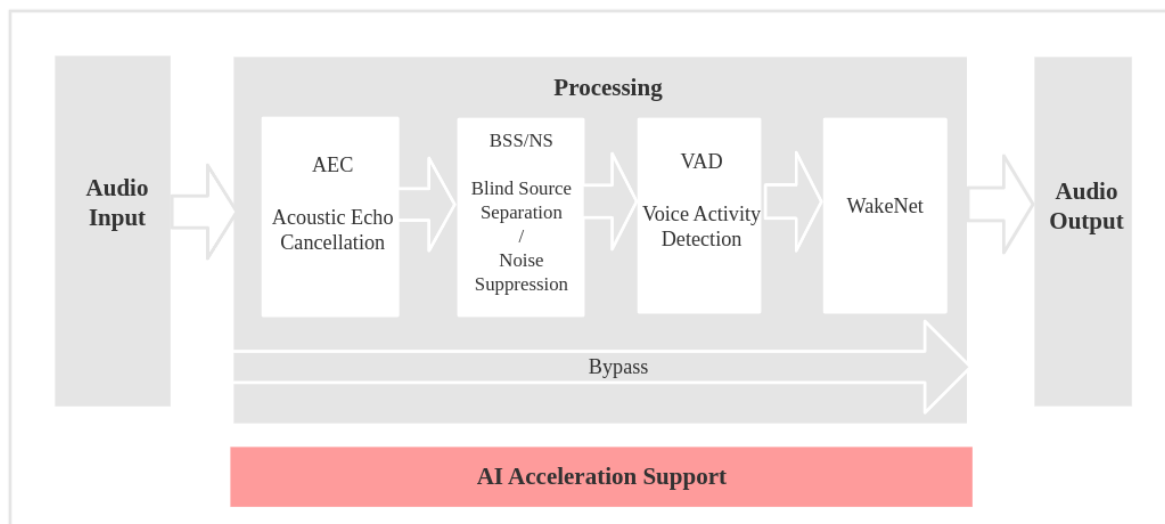 Processing
Audio
Input
AEC
Acoustic Echo
Cancellation
BSS/NS
Blind Source
Separation
/
Noise
Suppression
VAD
Voice Activity
Detection
WakeNet
Audio
Output
Bypass
AI Acceleration Support